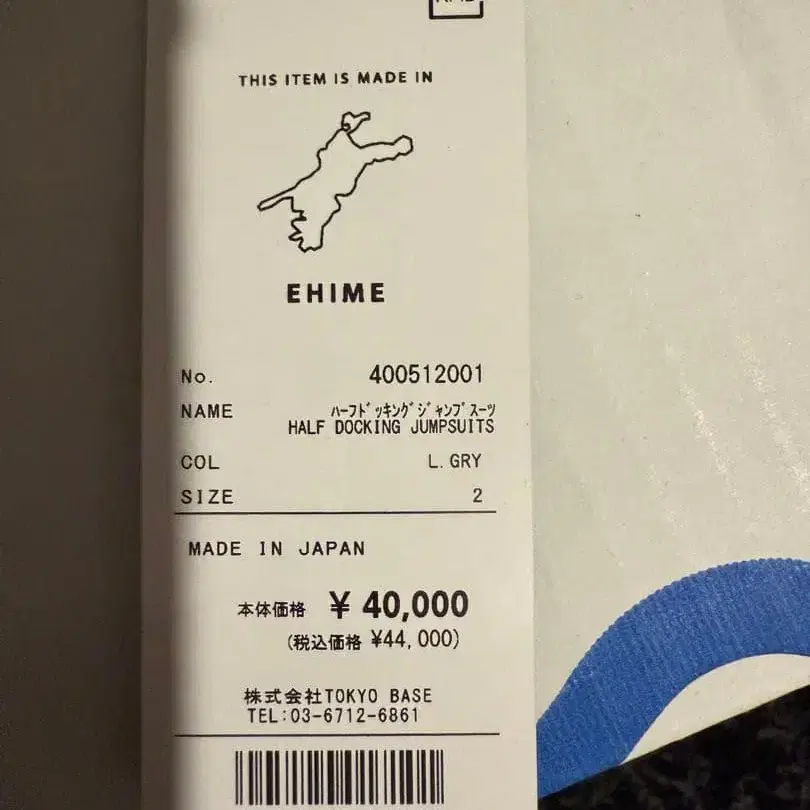 THIS ITEM IS MADE IN
EHIME
No. 400512001
NAME ﾊｰﾌﾄﾞｯｷﾝｸﾞｼﾞｬﾝﾌﾟｽｰﾂ
HALF DOCKING JUMPSUITS
COL L.GRY
SIZE 2
MADE IN JAPAN
本体価格 ¥ 40,000
(税込価格 ¥44,000)
株式会社TOKYO BASE
TEL:03-6712-6861